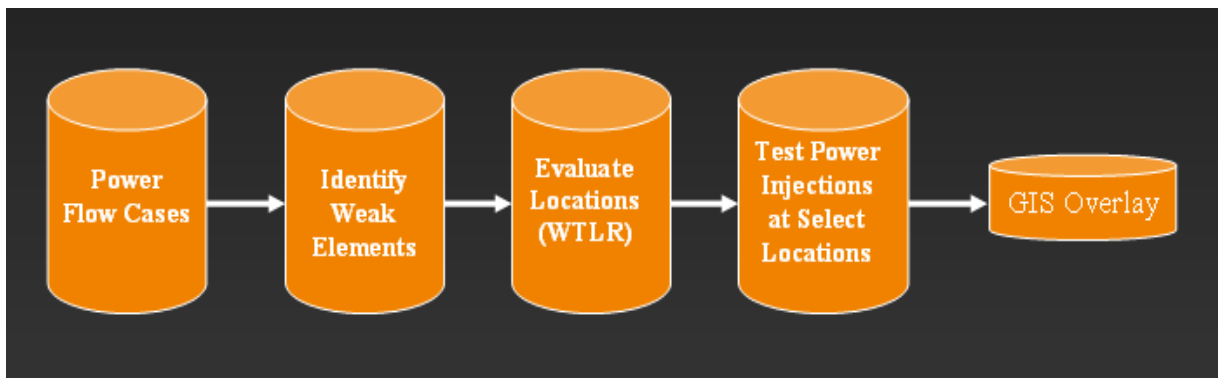 Power
Flow Cases
Identify
Weak
Elements
Evaluate
Locations
(WTLR)
Test Power
Injections
at Select
Locations
GIS Overlay